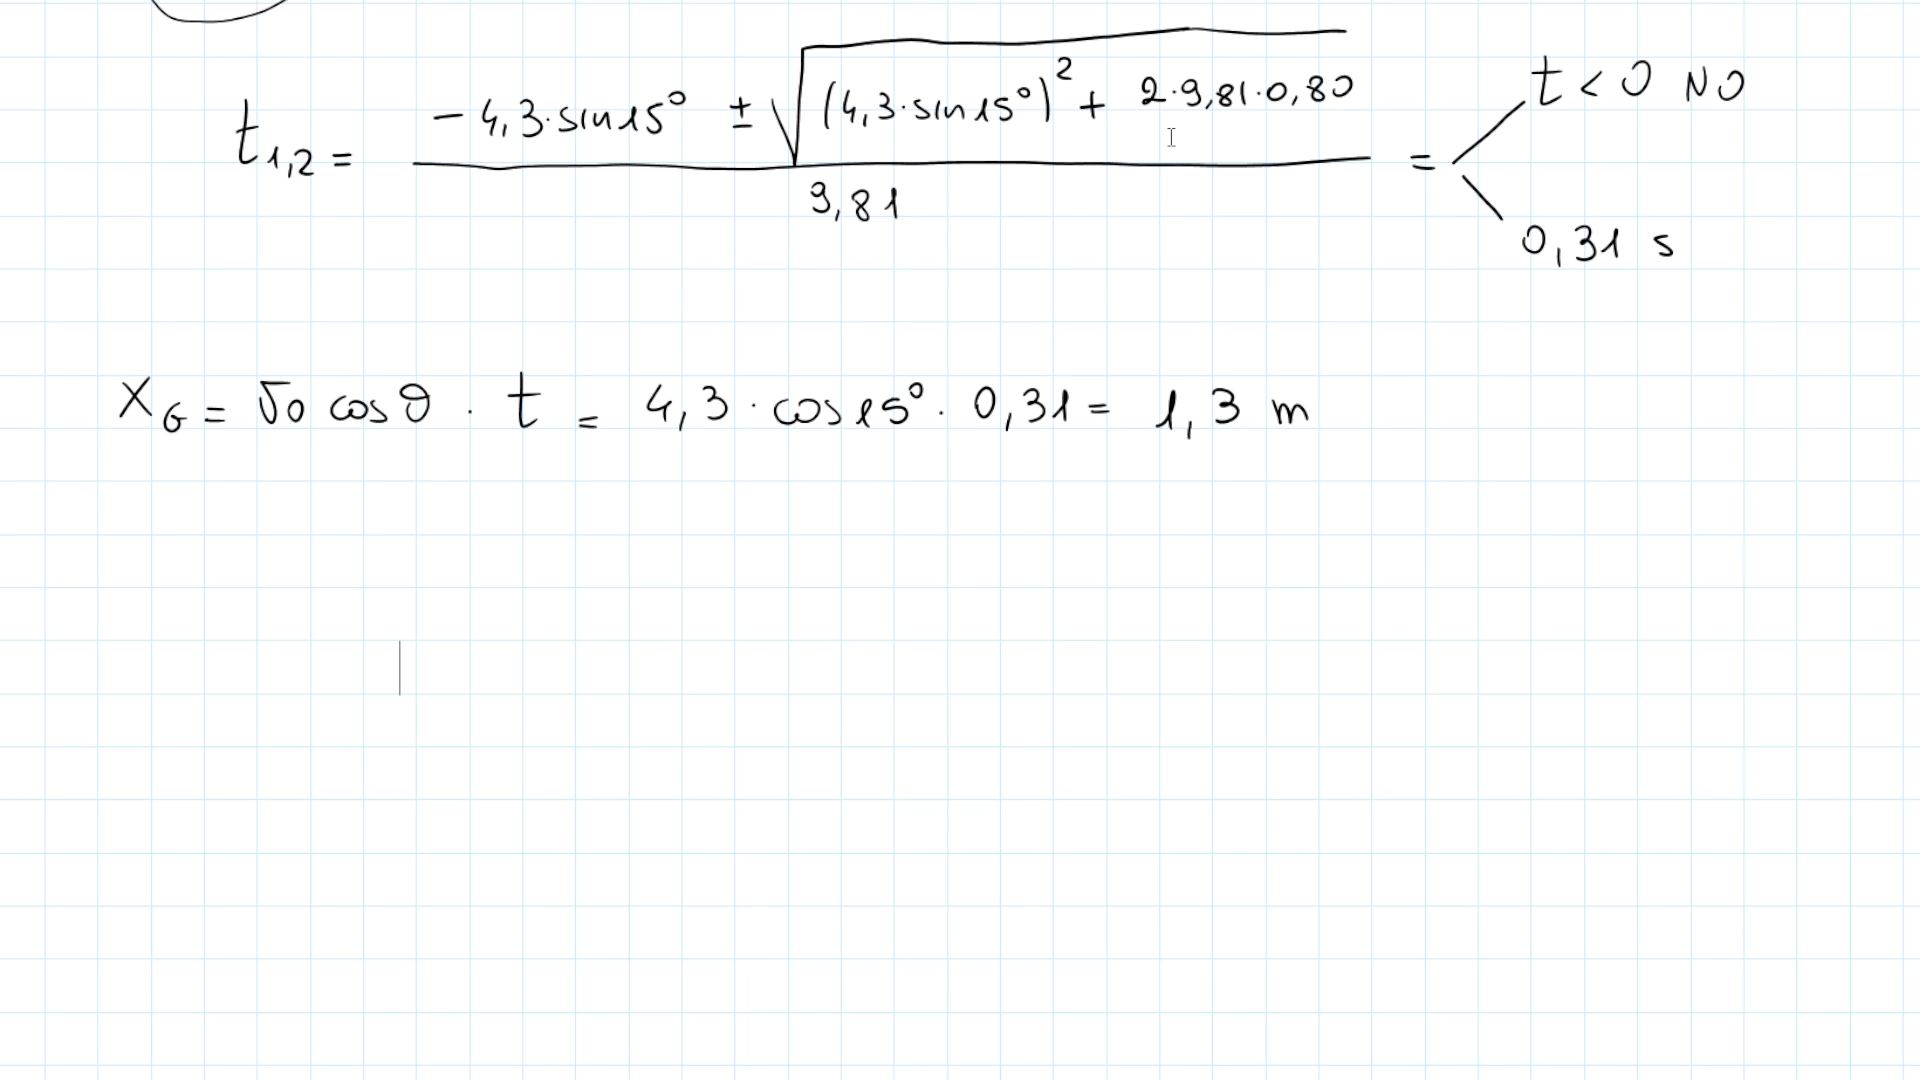 t₁,₂ = (− 4,3·sin15° ± √((4,3·sin15°)² + 2·9,81·0,80)) / 9,81 = t < 0 NO
0,31 s
x_G = v₀ cosθ · t = 4,3 · cos15° · 0,31 = 1,3 m